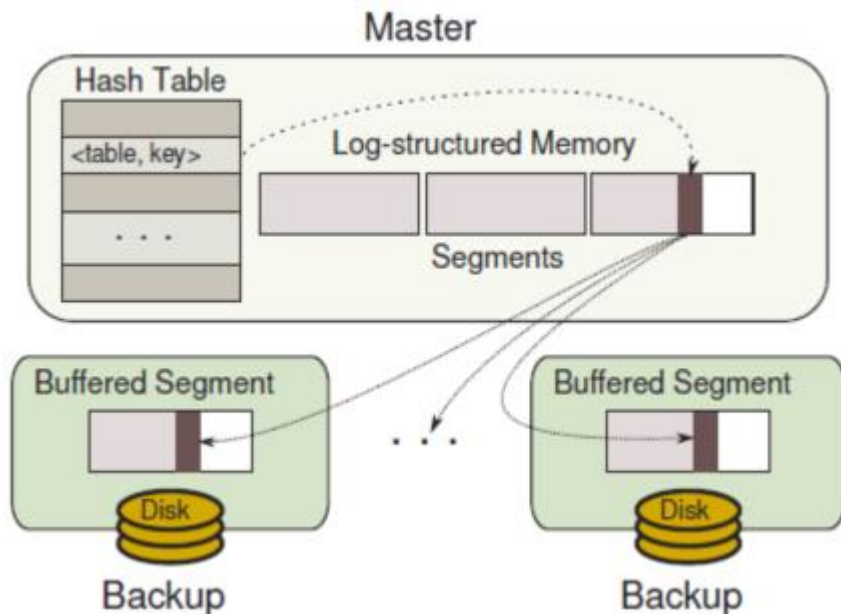 Master
Hash Table
<table, key>
. . .
Log-structured Memory
Segments
Buffered Segment
Disk
Backup
. . .
Buffered Segment
Disk
Backup